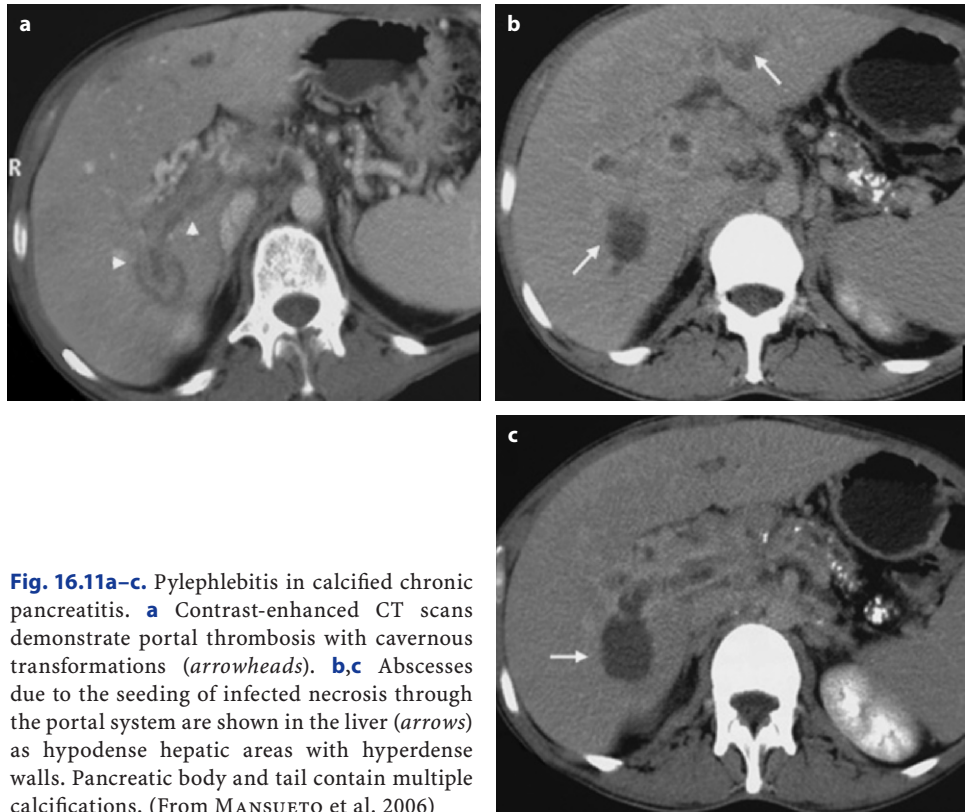 a
R
b
c
Fig. 16.11a–c. Pylephlebitis in calcified chronic
pancreatitis. a Contrast-enhanced CT scans
demonstrate portal thrombosis with cavernous
transformations (arrowheads). b,c Abscesses
due to the seeding of infected necrosis through
the portal system are shown in the liver (arrows)
as hypodense hepatic areas with hyperdense
walls. Pancreatic body and tail contain multiple
calcifications. (From Mansueto et al. 2006)